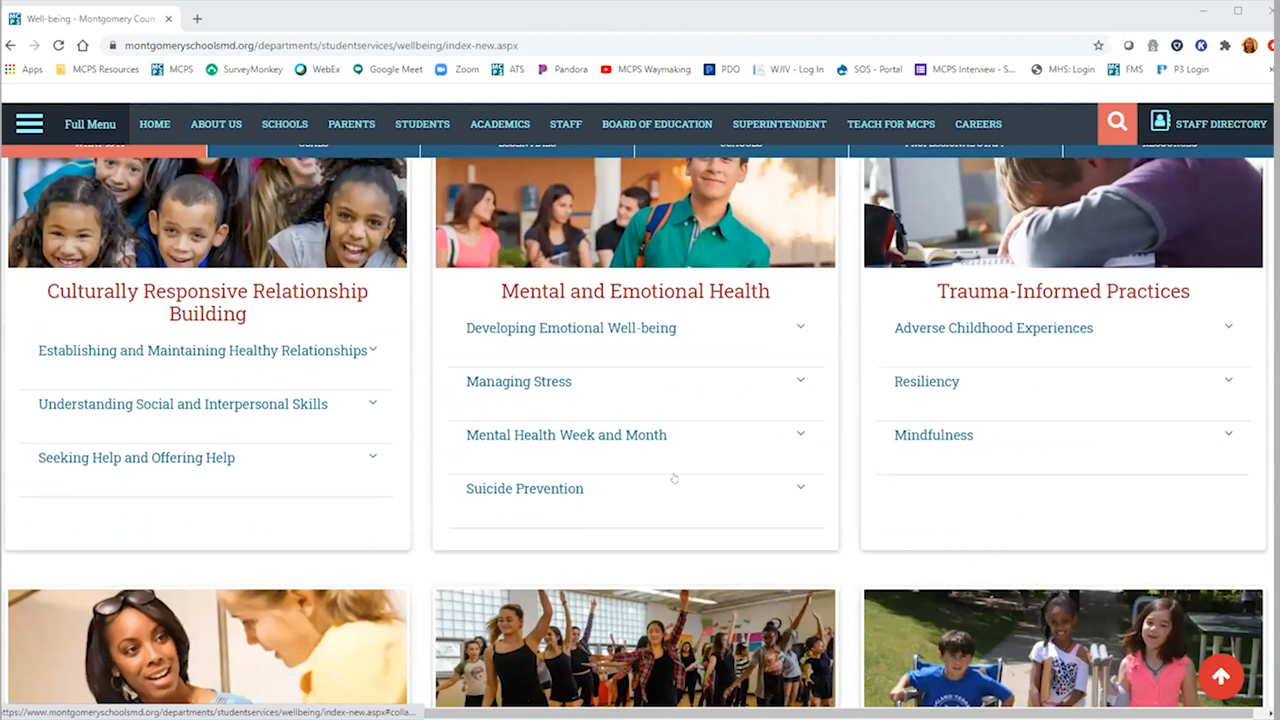 Well-being - Montgomery Coun
montgomeryschoolsmd.org/departments/studentservices/wellbeing/index-new.aspx
Apps MCPS Resources MCPS SurveyMonkey WebEx Google Meet Zoom ATS Pandora MCPS Waymaking PDO WJIV - Log In SOS - Portal MCPS Interview - S... MHS: Login FMS P3 Login
Full Menu HOME ABOUT US SCHOOLS PARENTS STUDENTS ACADEMICS STAFF BOARD OF EDUCATION SUPERINTENDENT TEACH FOR MCPS CAREERS STAFF DIRECTORY
Culturally Responsive Relationship
Building
Establishing and Maintaining Healthy Relationships
Understanding Social and Interpersonal Skills
Seeking Help and Offering Help
Mental and Emotional Health
Developing Emotional Well-being
Managing Stress
Mental Health Week and Month
Suicide Prevention
Trauma-Informed Practices
Adverse Childhood Experiences
Resiliency
Mindfulness
https://www.montgomeryschoolsmd.org/departments/studentservices/wellbeing/index-new.aspx#colla...